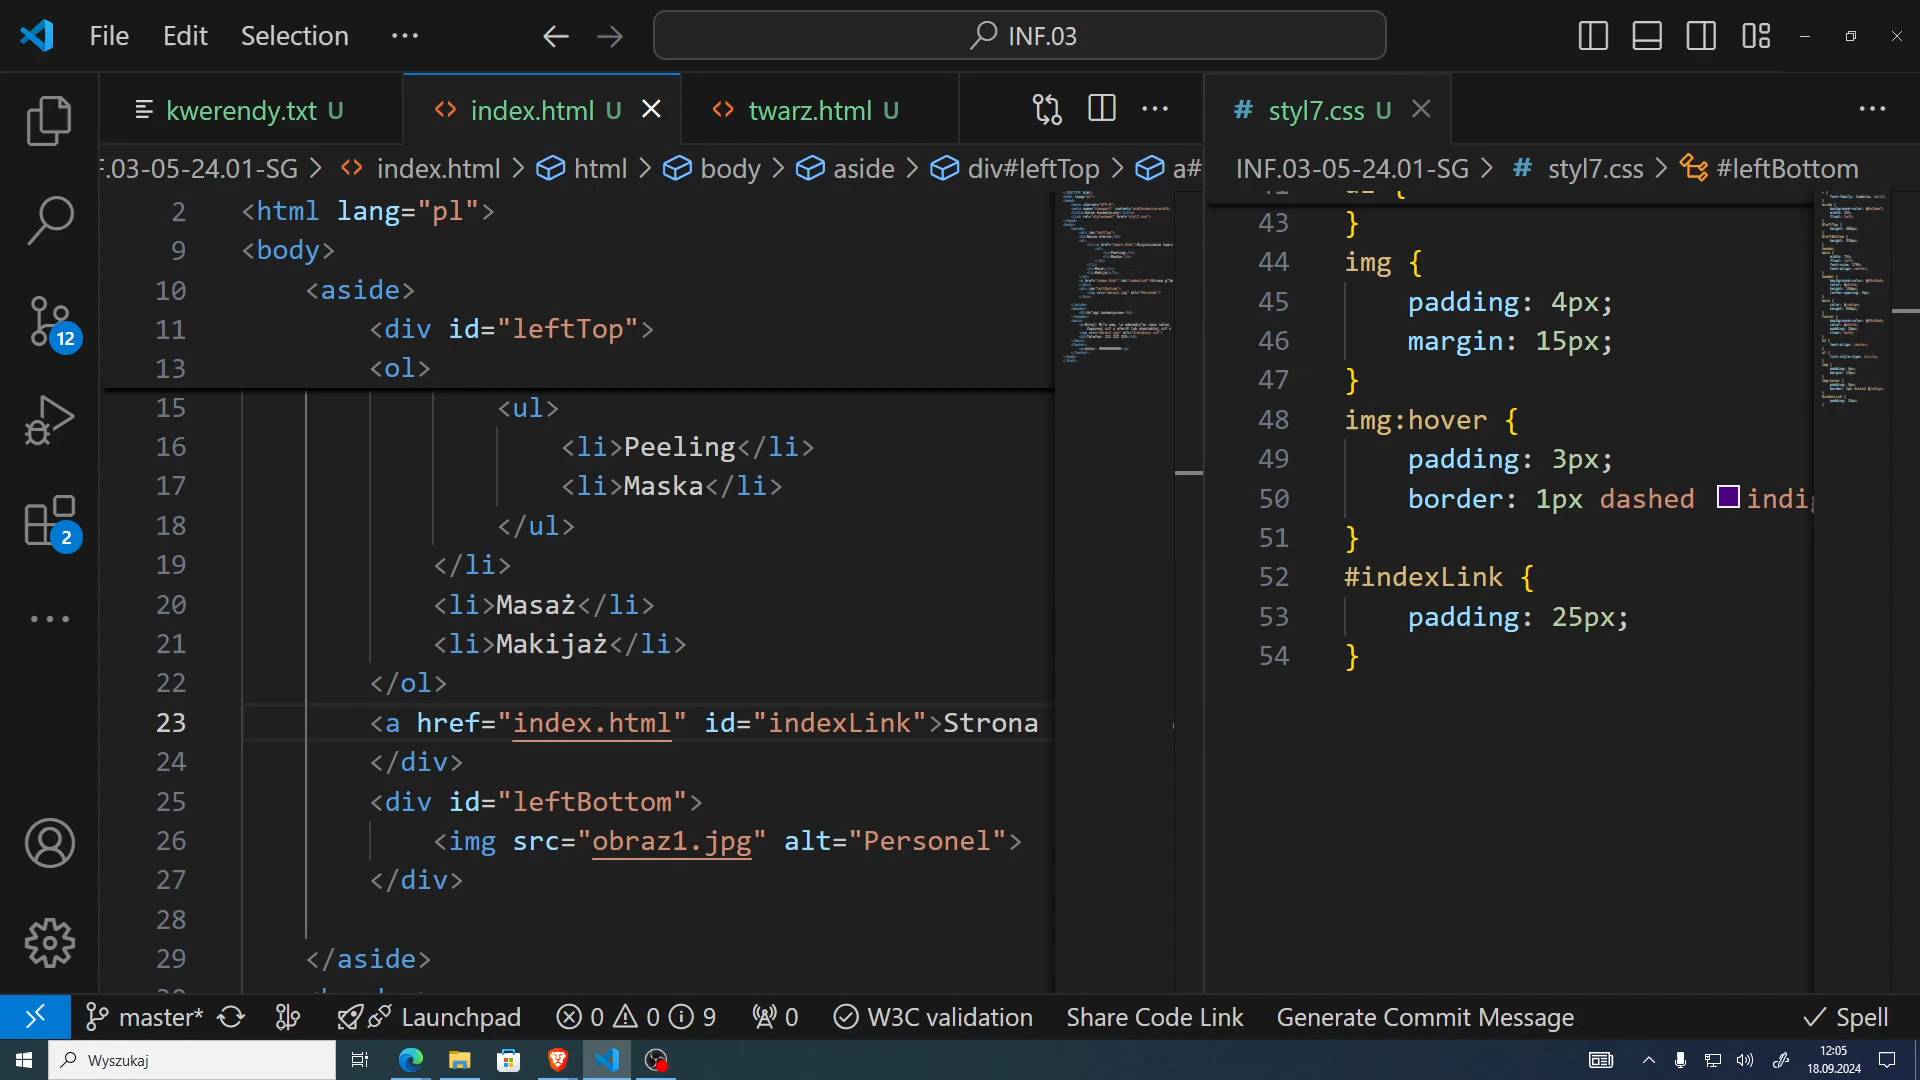 File Edit Selection ··· INF.03
kwerendy.txt U index.html U twarz.html U
styl7.css U
F.03-05-24.01-SG > index.html > html > body > aside > div#leftTop > a#
INF.03-05-24.01-SG > # styl7.css > #leftBottom
2 <html lang="pl">
9 <body>
10 <aside>
11 <div id="leftTop">
13 <ol>
15 <ul>
16 <li>Peeling</li>
17 <li>Maska</li>
18 </ul>
19 </li>
20 <li>Masaż</li>
21 <li>Makijaż</li>
22 </ol>
23 <a href="index.html" id="indexLink">Strona
24 </div>
25 <div id="leftBottom">
26 <img src="obraz1.jpg" alt="Personel">
27 </div>
28
29 </aside>
43 }
44 img {
45 padding: 4px;
46 margin: 15px;
47 }
48 img:hover {
49 padding: 3px;
50 border: 1px dashed indig
51 }
52 #indexLink {
53 padding: 25px;
54 }
12
2
master* Launchpad 0 0 9 0 W3C validation Share Code Link Generate Commit Message Spell
Wyszukaj
12:05
18.09.2024